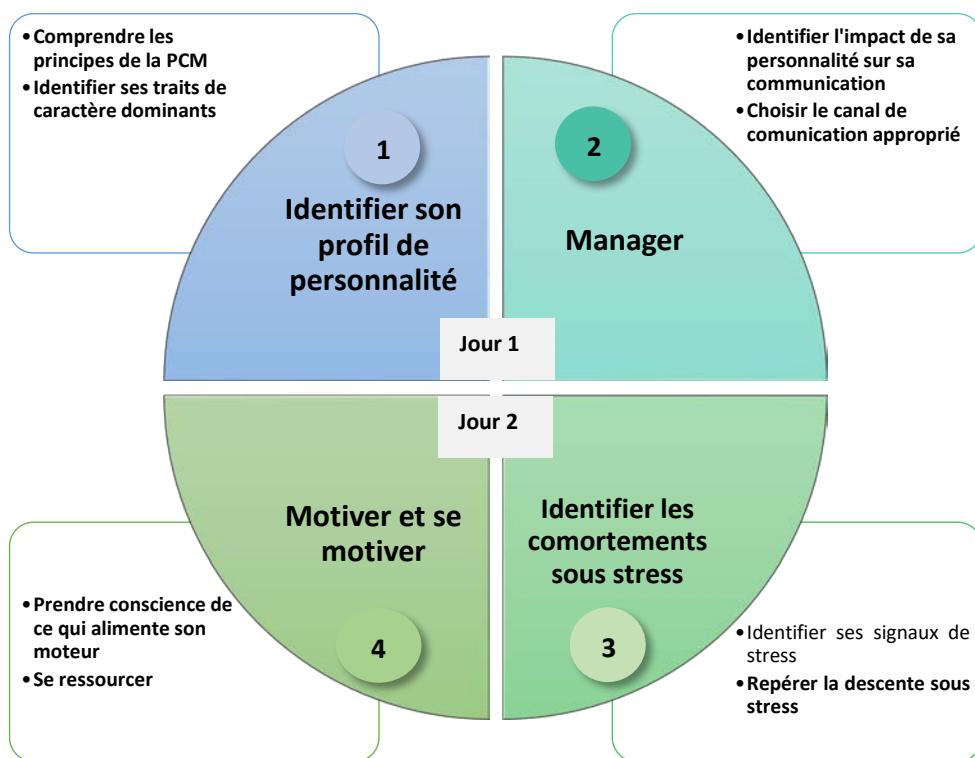 •Comprendre les
principes de la PCM
•Identifier ses traits de
caractère dominants
1
Identifier son
profil de
personnalité
•Identifier l'impact de sa
personnalité sur sa
communication
•Choisir le canal de
comunication approprié
2
Manager
Jour 1
Jour 2
Identifier les
comortements
sous stress
3
•Identifier ses signaux de
stress
•Repérer la descente sous
stress
Motiver et se
motiver
4
•Prendre conscience de
ce qui alimente son
moteur
•Se ressourcer